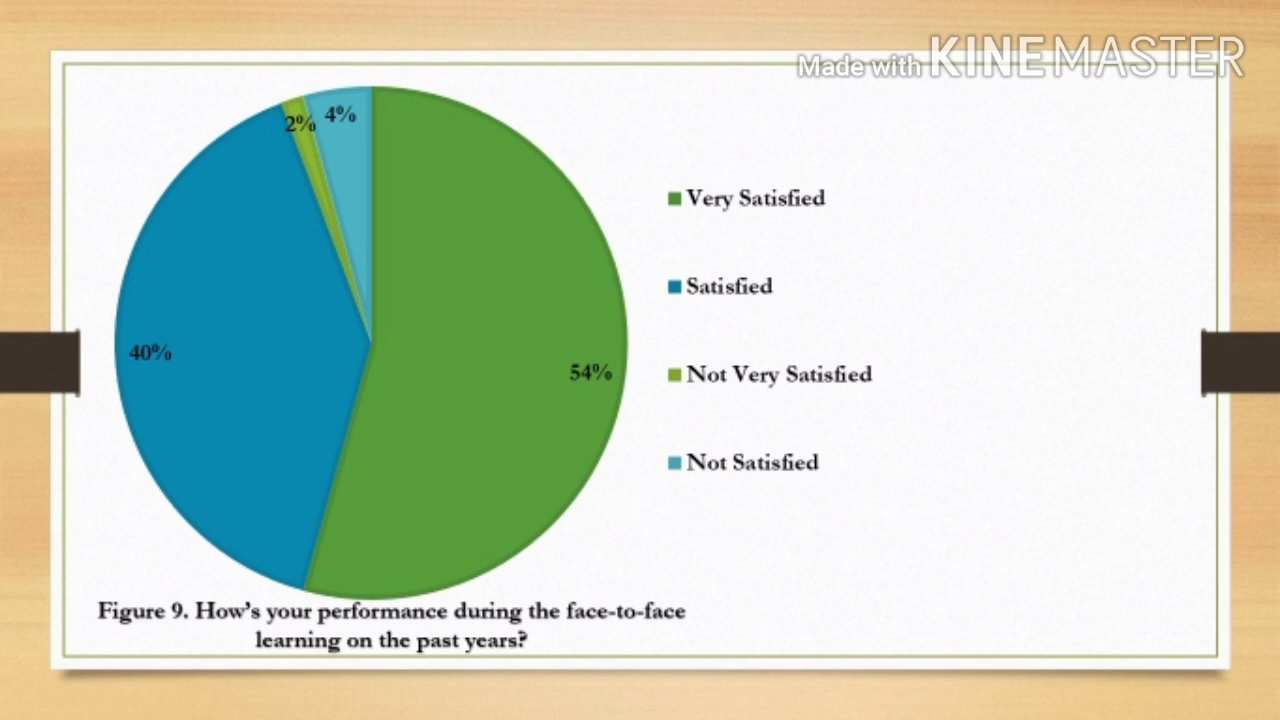 Made with KINEMASTER
2%
4%
40%
54%
Very Satisfied
Satisfied
Not Very Satisfied
Not Satisfied
Figure 9. How's your performance during the face-to-face
learning on the past years?